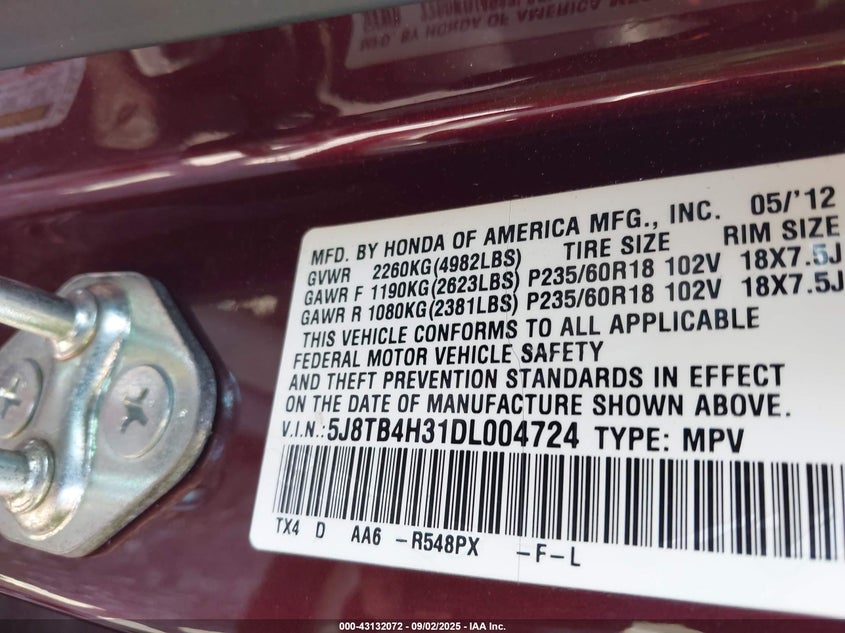 MFD. BY HONDA OF AMERICA MFG., INC. 05/'12
GVWR 2260KG(4982LBS) TIRE SIZE RIM SIZE
GAWR F 1190KG(2623LBS) P235/60R18 102V 18X7.5J
GAWR R 1080KG(2381LBS) P235/60R18 102V 18X7.5J
THIS VEHICLE CONFORMS TO ALL APPLICABLE
FEDERAL MOTOR VEHICLE SAFETY
AND THEFT PREVENTION STANDARDS IN EFFECT
ON THE DATE OF MANUFACTURE SHOWN ABOVE.
V.I.N.:5J8TB4H31DL004724 TYPE: MPV
TX4 D AA6 -R548PX -F-L
000-43132072 - 09/02/2025 - IAA Inc.